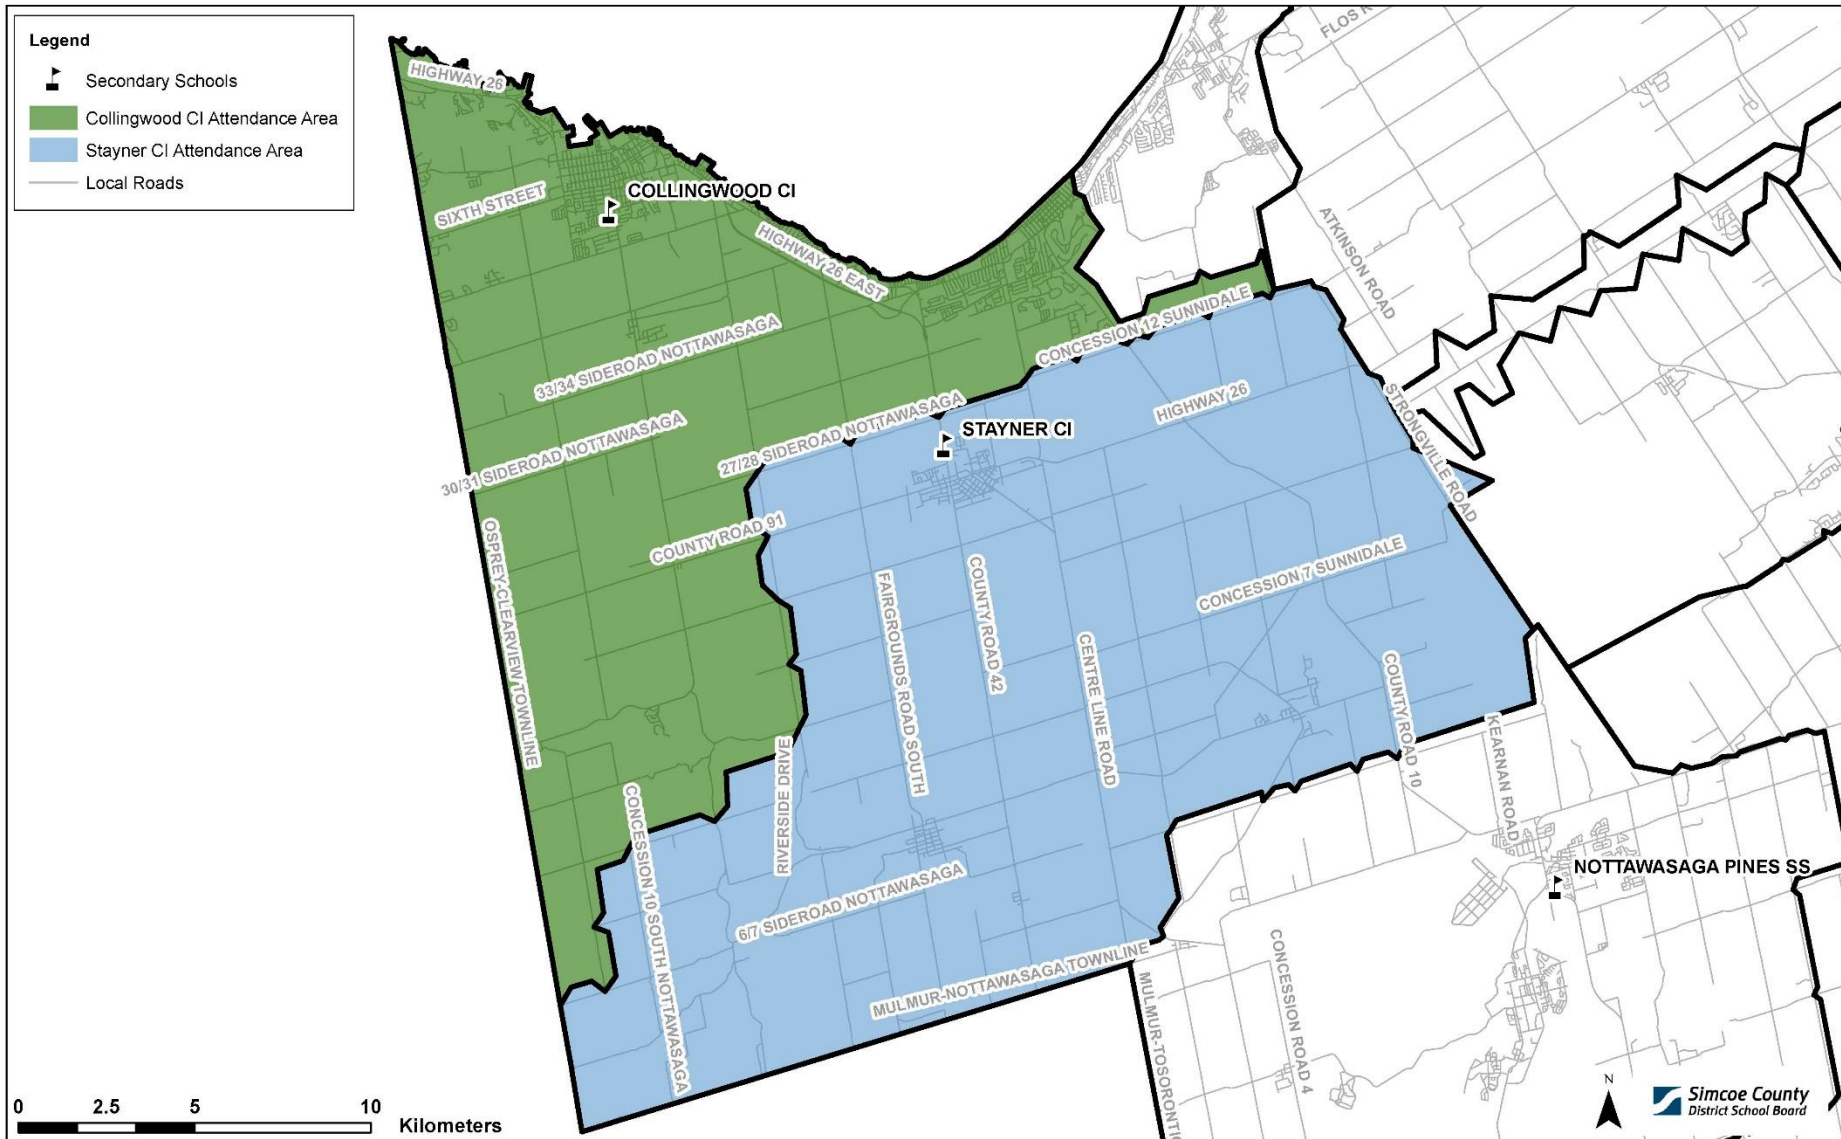 Legend
Secondary Schools
Collingwood CI Attendance Area
Stayner CI Attendance Area
Local Roads
HIGHWAY 26
FLOS
SIXTH STREET
COLLINGWOOD CI
HIGHWAY 26 EAST
ATKINSON ROAD
33/34 SIDEROAD NOTTAWASAGA
CONCESSION 12 SUNNIDALE
30/31 SIDEROAD NOTTAWASAGA
27/28 SIDEROAD NOTTAWASAGA
HIGHWAY 26
STRONGVILLE ROAD
STAYNER CI
COUNTY ROAD 91
OSPREY-CLEARVIEW TOWNLINE
FAIRGROUNDS ROAD SOUTH
COUNTY ROAD 42
CONCESSION 7 SUNNIDALE
CENTRE LINE ROAD
COUNTY ROAD 10
KEARNAN ROAD
RIVERSIDE DRIVE
CONCESSION 10 SOUTH NOTTAWASAGA
NOTTAWASAGA PINES SS
6/7 SIDEROAD NOTTAWASAGA
MULMUR-NOTTAWASAGA TOWNLINE
CONCESSION ROAD 4
MULMUR-TOSORONTIO
0 2.5 5 10
Kilometers
N
Simcoe County
District School Board